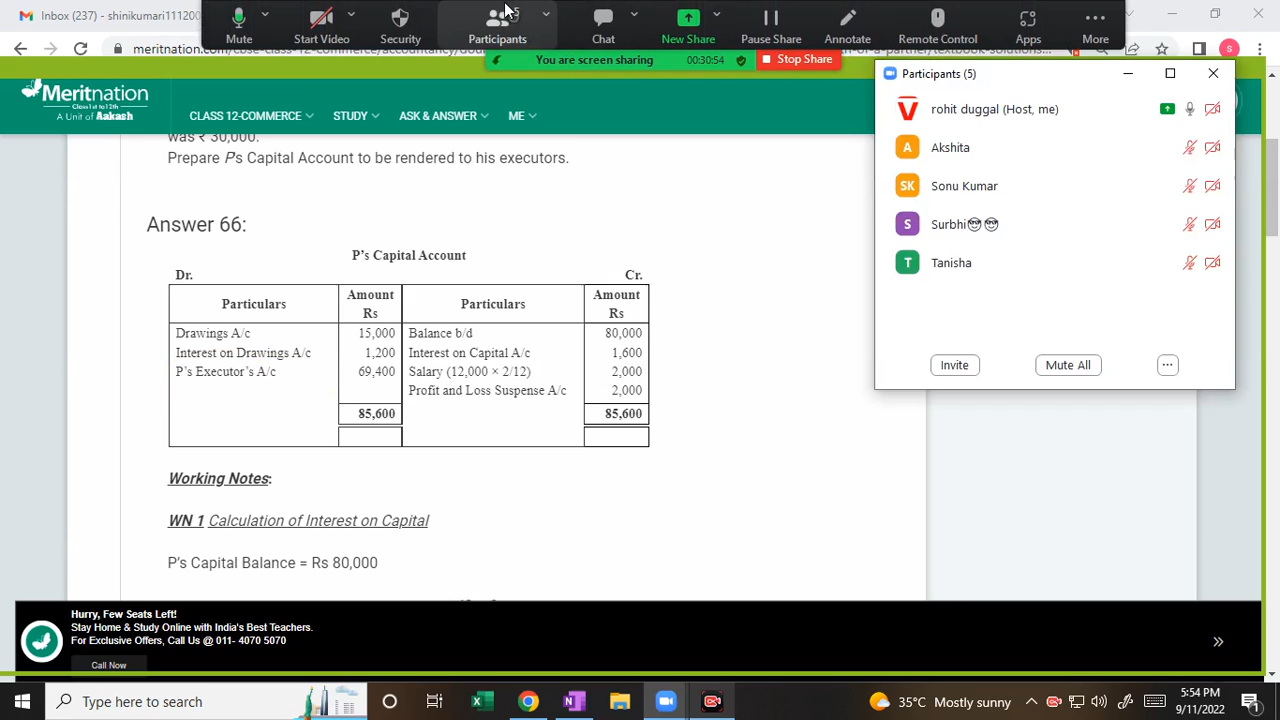 Inbox (237) - shinikumari111200
Mute
Start Video
Security
5
Participants
Chat
New Share
Pause Share
Annotate
Remote Control
Apps
More
You are screen sharing
00:30:54
Stop Share
Participants (5)
rohit duggal (Host, me)
A Akshita
SK Sonu Kumar
S Surbhi😎😎
T Tanisha
Invite
Mute All
...
Meritnation
Class 1st to 12th
A Unit of Aakash
CLASS 12-COMMERCE
STUDY
ASK & ANSWER
ME
was ₹ 30,000.
Prepare P's Capital Account to be rendered to his executors.
Answer 66:
P's Capital Account
Dr. Cr.
Particulars Amount Rs Particulars Amount Rs
Drawings A/c 15,000 Balance b/d 80,000
Interest on Drawings A/c 1,200 Interest on Capital A/c 1,600
P's Executor's A/c 69,400 Salary (12,000 × 2/12) 2,000
Profit and Loss Suspense A/c 2,000
85,600 85,600
Working Notes:
WN 1 Calculation of Interest on Capital
P's Capital Balance = Rs 80,000
Hurry, Few Seats Left!
Stay Home & Study Online with India's Best Teachers.
For Exclusive Offers, Call Us @ 011- 4070 5070
Call Now
Type here to search
35°C Mostly sunny
5:54 PM
9/11/2022
1